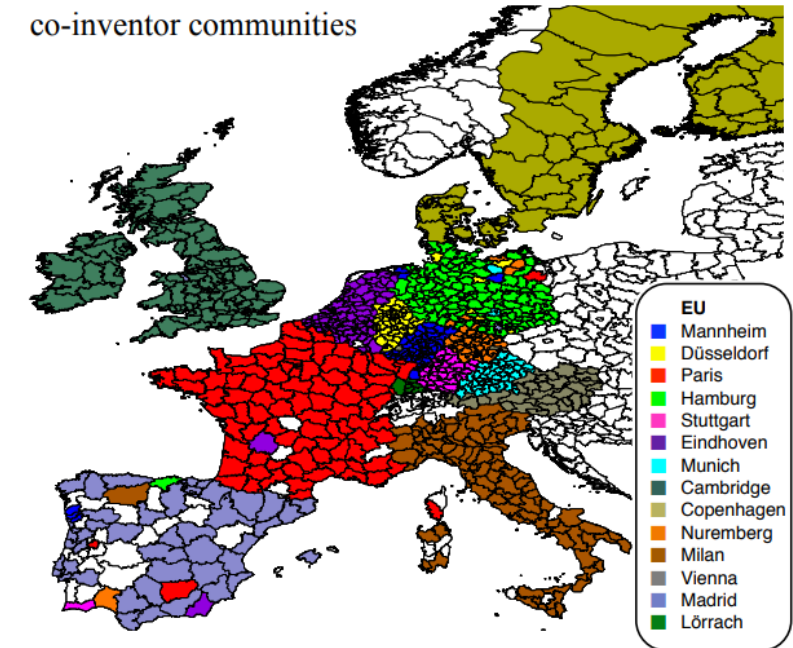 co-inventor communities
EU
Mannheim
Düsseldorf
Paris
Hamburg
Stuttgart
Eindhoven
Munich
Cambridge
Copenhagen
Nuremberg
Milan
Vienna
Madrid
Lörrach